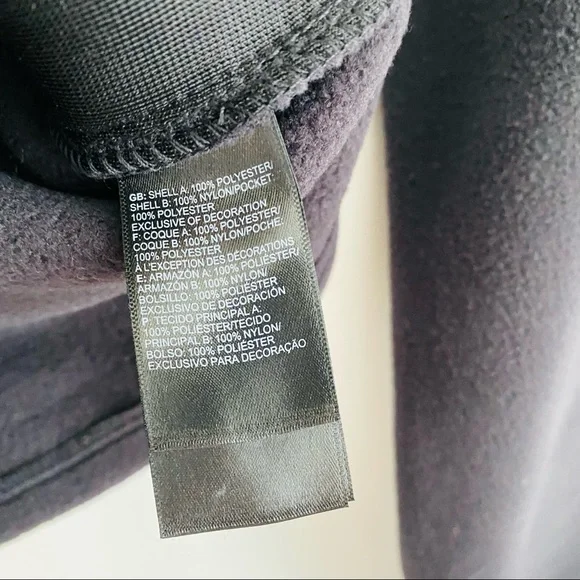 GB: SHELL A: 100% POLYESTER/
SHELL B: 100% NYLON/POCKET:
100% POLYESTER
EXCLUSIVE OF DECORATION
F: COQUE A: 100% POLYESTER/
COQUE B: 100% NYLON/POCHE:
100% POLYESTER
À L'EXCEPTION DES DECORATIONS
E: ARMAZÓN A: 100% POLIÉSTER/
ARMAZÓN B: 100% NYLON/
BOLSILLO: 100% POLIÉSTER
EXCLUSIVO DE DECORACIÓN
P: TECIDO PRINCIPAL A:
100% POLIÉSTER/TECIDO
PRINCIPAL B: 100% NYLON/
BOLSO: 100% POLIÉSTER
EXCLUSIVO PARA DECORAÇÃO